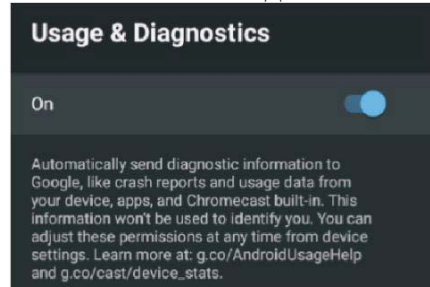 Usage & Diagnostics
On
Automatically send diagnostic information to
Google, like crash reports and usage data from
your device, apps, and Chromecast built-in. This
information won't be used to identify you. You can
adjust these permissions at any time from device
settings. Learn more at: g.co/AndroidUsageHelp
and g.co/cast/device_stats.